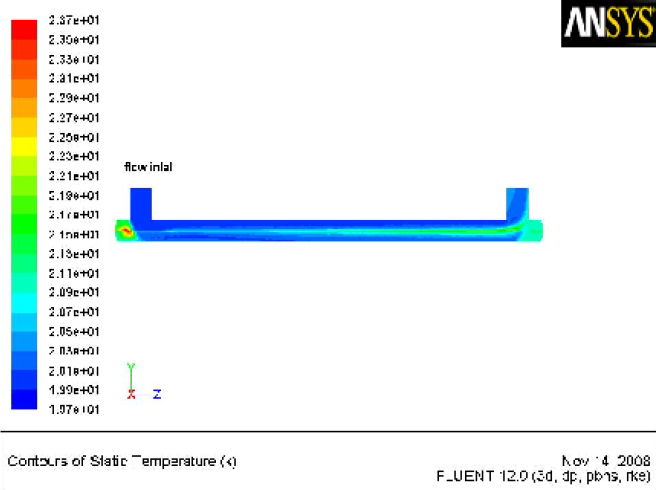 ANSYS
2.37e+01
2.35e+01
2.33e+01
2.31e+01
2.29e+01
2.27e+01
2.25e+01
2.23e+01
2.21e+01
2.19e+01
2.17e+01
2.15e+01
2.13e+01
2.11e+01
2.09e+01
2.07e+01
2.05e+01
2.03e+01
2.01e+01
1.99e+01
1.97e+01
flow inlet
Y
X Z
Contours of Static Temperature (k)
Nov 14, 2008
FLUENT 12.0 (3d, dp, pbns, rke)